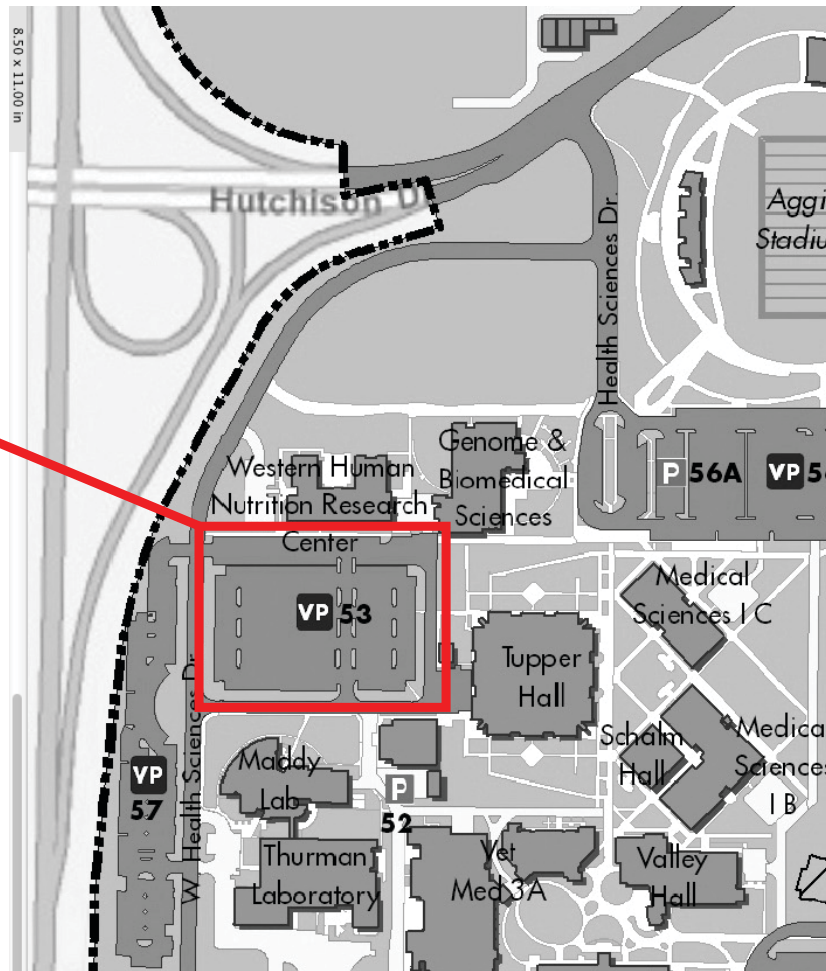 8.50 x 11.00 in
Hutchison D
Health Sciences Dr.
Aggi
Stadiu
Genome &
Biomedical
Sciences
Western Human
Nutrition Research
Center
P 56A
VP 5
VP 53
Medical
Sciences I C
Tupper
Hall
W. Health Sciences Dr.
Schalm
Hall
Medica
Sciences
I B
Maddy
Lab
VP
57
P
52
Thurman
Laboratory
Vet
Med 3A
Valley
Hall